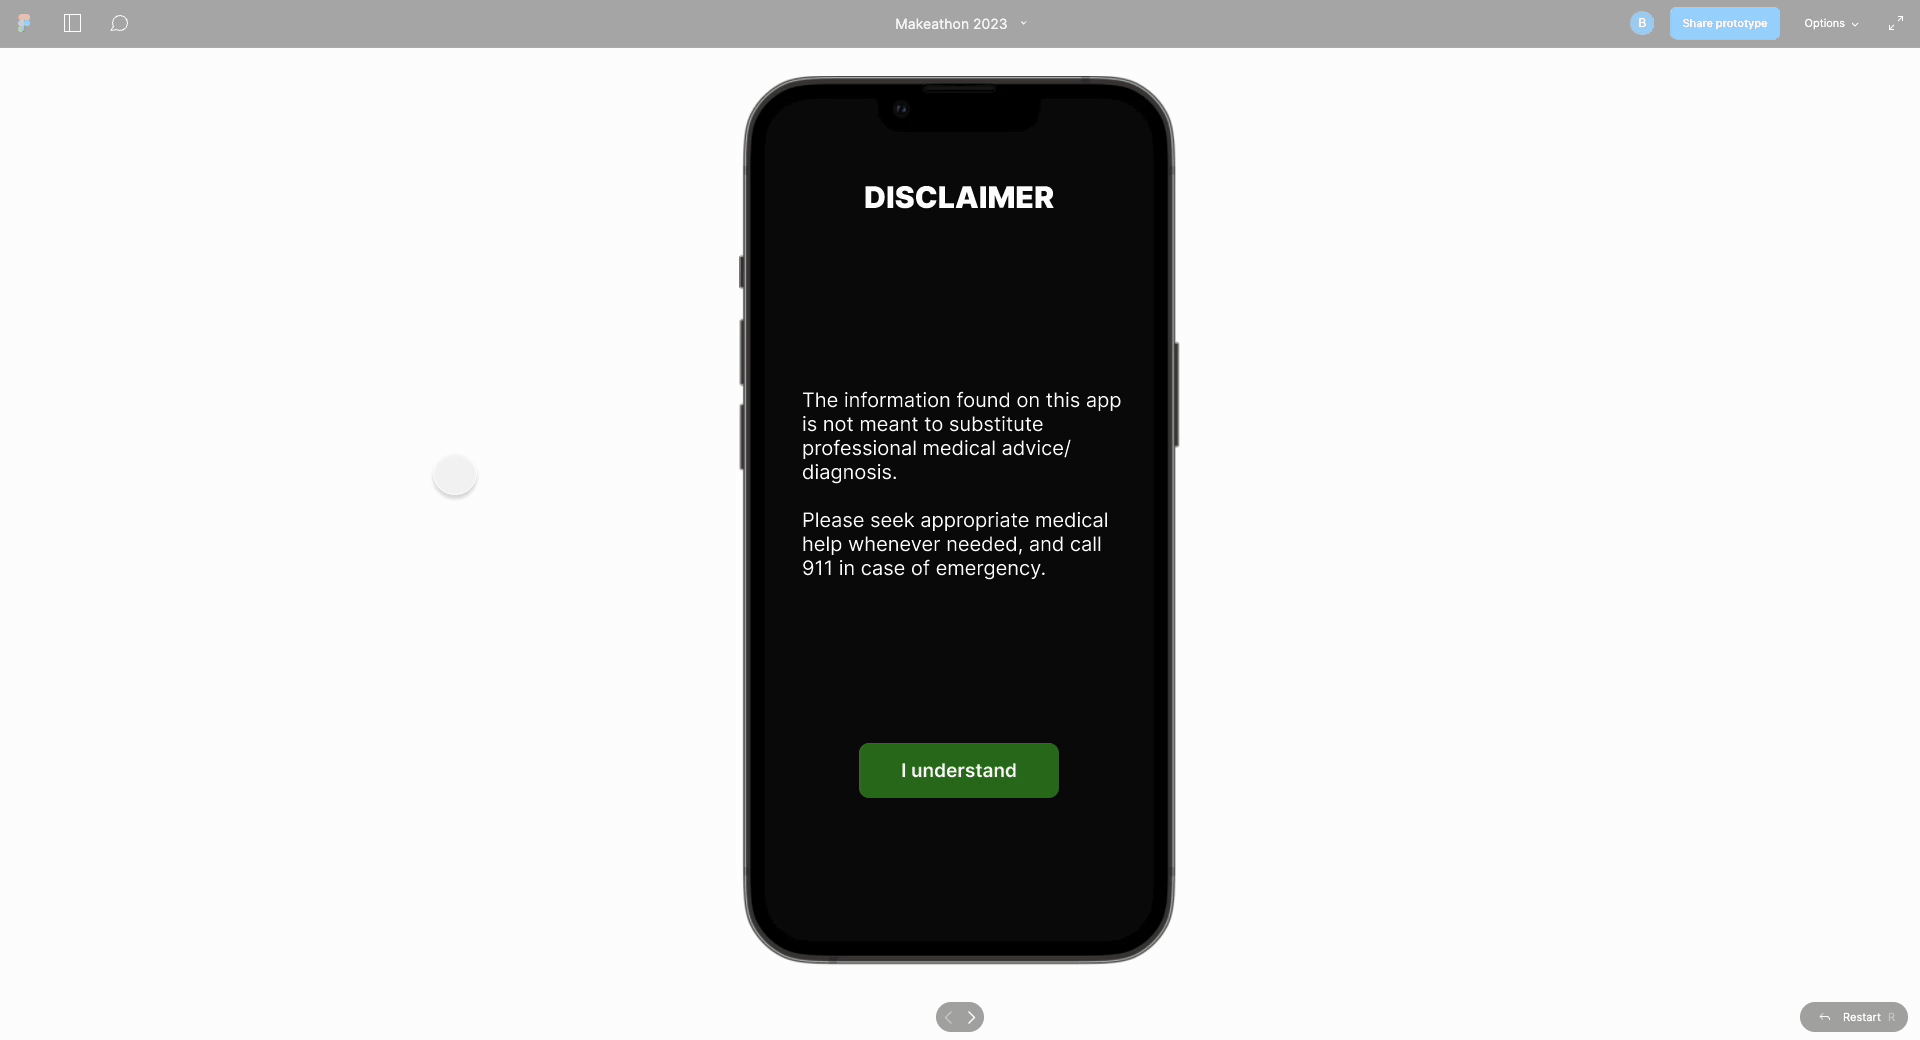 Makeathon 2023
B
Share prototype
Options
DISCLAIMER
The information found on this app
is not meant to substitute
professional medical advice/
diagnosis.
Please seek appropriate medical
help whenever needed, and call
911 in case of emergency.
I understand
Restart R